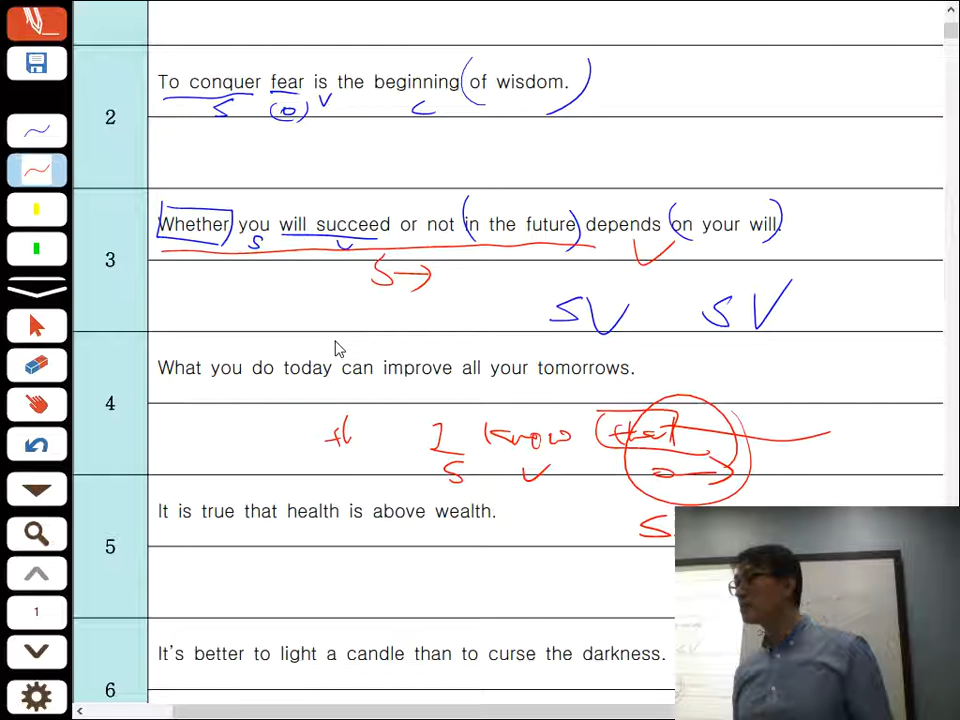 2
To conquer fear is the beginning (of wisdom.)
S (O) V C
3
Whether you will succeed or not (in the future) depends (on your will.)
S V V
S →
SV SV
4
What you do today can improve all your tomorrows.
I know (that
S V O →
5
It is true that health is above wealth.
S
6
It's better to light a candle than to curse the darkness.
1